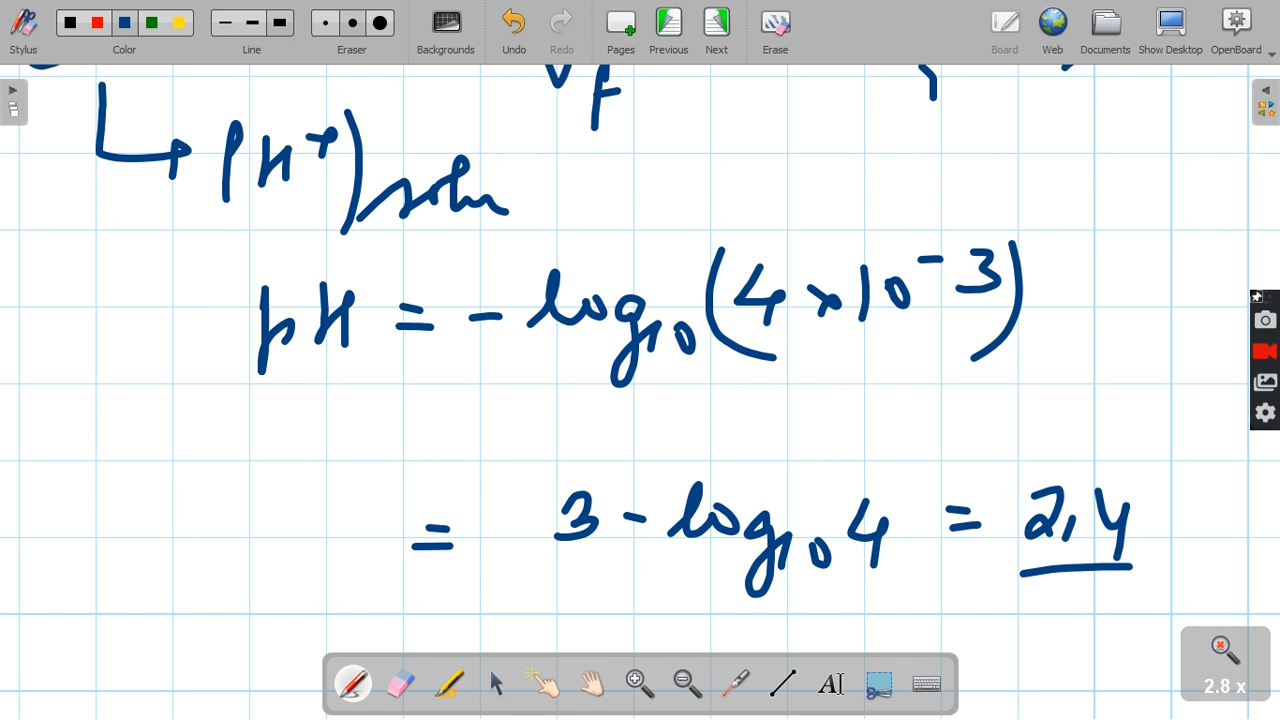 Stylus Color Line Eraser Backgrounds Undo Redo Pages Previous Next Erase Board Web Documents Show Desktop OpenBoard
pH⁺)soln
pH = - log₁₀ (4 × 10⁻³)
= 3 - log₁₀ 4 = 2,4
2.8 x